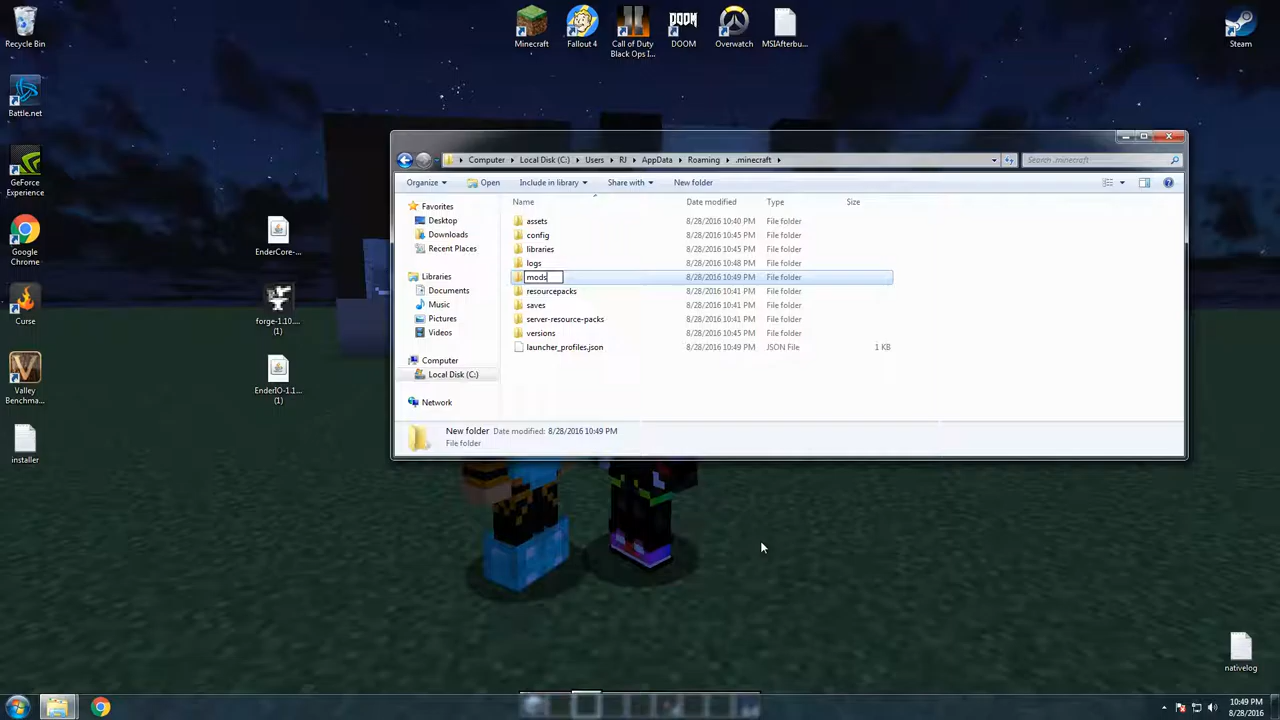 Recycle Bin
Minecraft
Fallout 4
Call of Duty
Black Ops I...
DOOM
DOOM
Overwatch
MSIAfterbu...
Steam
Battle.net
GeForce
Experience
Google
Chrome
Curse
Valley
Benchma...
installer
EnderCore-...
forge-1.10....
(1)
EnderIO-1.1...
(1)
Computer Local Disk (C:) Users RJ AppData Roaming .minecraft Search .minecraft
Organize Open Include in library Share with New folder
Favorites
Desktop
Downloads
Recent Places
Libraries
Documents
Music
Pictures
Videos
Computer
Local Disk (C:)
Network
Name Date modified Type Size
assets 8/28/2016 10:40 PM File folder
config 8/28/2016 10:45 PM File folder
libraries 8/28/2016 10:45 PM File folder
logs 8/28/2016 10:48 PM File folder
mods 8/28/2016 10:49 PM File folder
resourcepacks 8/28/2016 10:41 PM File folder
saves 8/28/2016 10:41 PM File folder
server-resource-packs 8/28/2016 10:41 PM File folder
versions 8/28/2016 10:45 PM File folder
launcher_profiles.json 8/28/2016 10:49 PM JSON File 1 KB
New folder Date modified: 8/28/2016 10:49 PM
File folder
nativelog
10:49 PM
8/28/2016